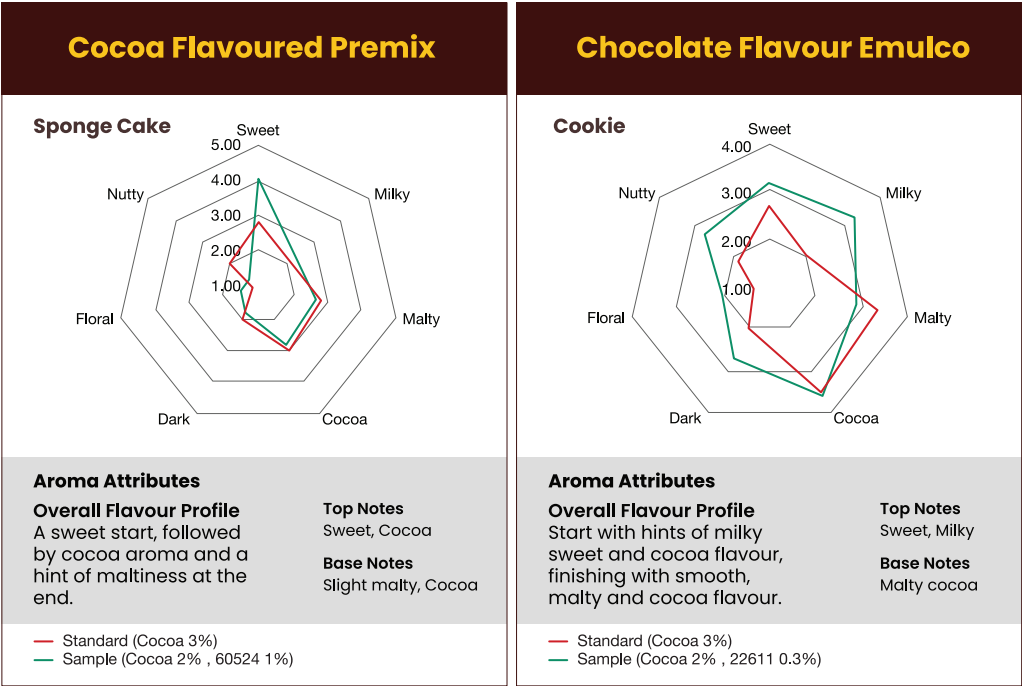 Cocoa Flavoured Premix
Sponge Cake
Sweet
5.00
4.00
3.00
2.00
1.00
Nutty
Milky
Floral
Malty
Dark
Cocoa
Aroma Attributes
Overall Flavour Profile
A sweet start, followed
by cocoa aroma and a
hint of maltiness at the
end.
Top Notes
Sweet, Cocoa
Base Notes
Slight malty, Cocoa
Standard (Cocoa 3%)
Sample (Cocoa 2% , 60524 1%)
Chocolate Flavour Emulco
Cookie
Sweet
4.00
3.00
2.00
1.00
Nutty
Milky
Floral
Malty
Dark
Cocoa
Aroma Attributes
Overall Flavour Profile
Start with hints of milky
sweet and cocoa flavour,
finishing with smooth,
malty and cocoa flavour.
Top Notes
Sweet, Milky
Base Notes
Malty cocoa
Standard (Cocoa 3%)
Sample (Cocoa 2% , 22611 0.3%)